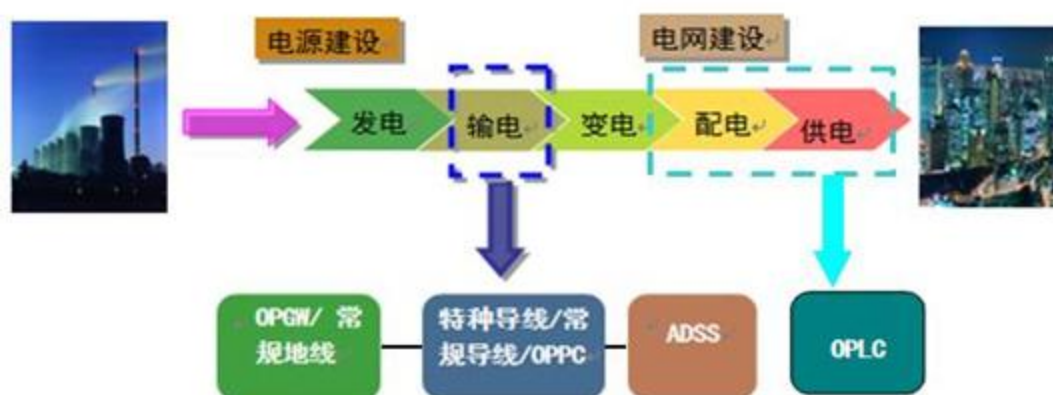 电源建设
电网建设
发电
输电
变电
配电
供电
OPGW/ 常
规地线
特种导线/常
规导线/OPPC
ADSS
OPLC